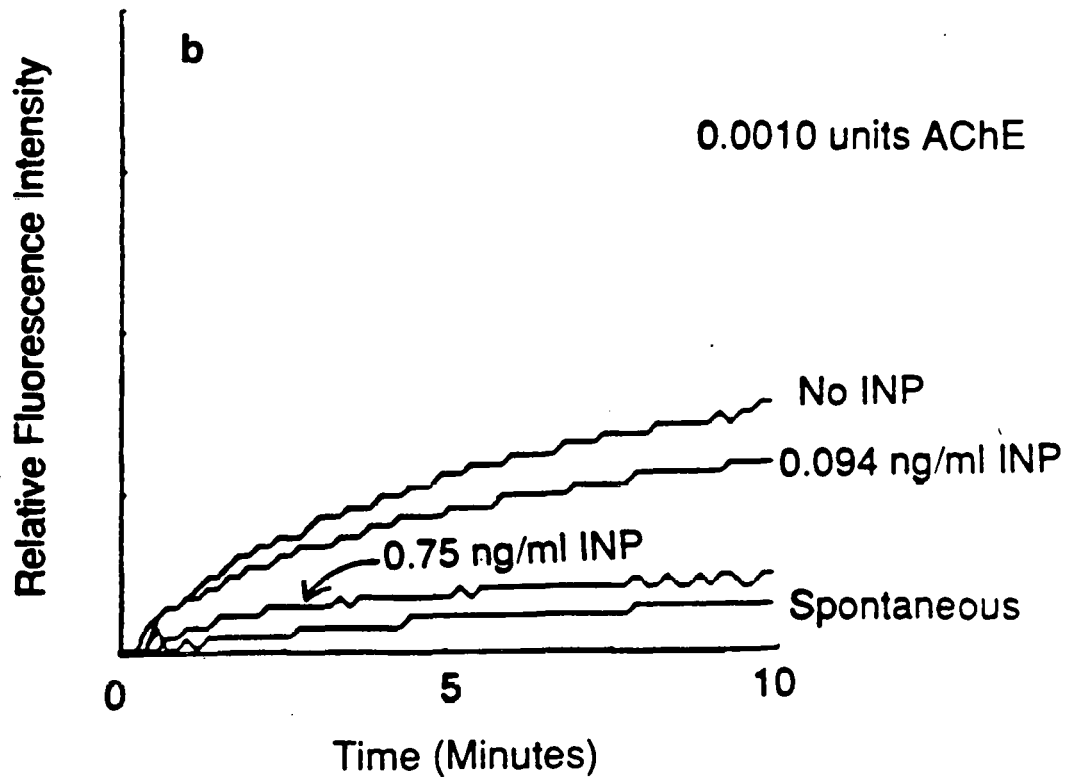 b
Relative Fluorescence Intensity
0.0010 units AChE
No INP
0.094 ng/ml INP
0.75 ng/ml INP
Spontaneous
0
5
10
Time (Minutes)